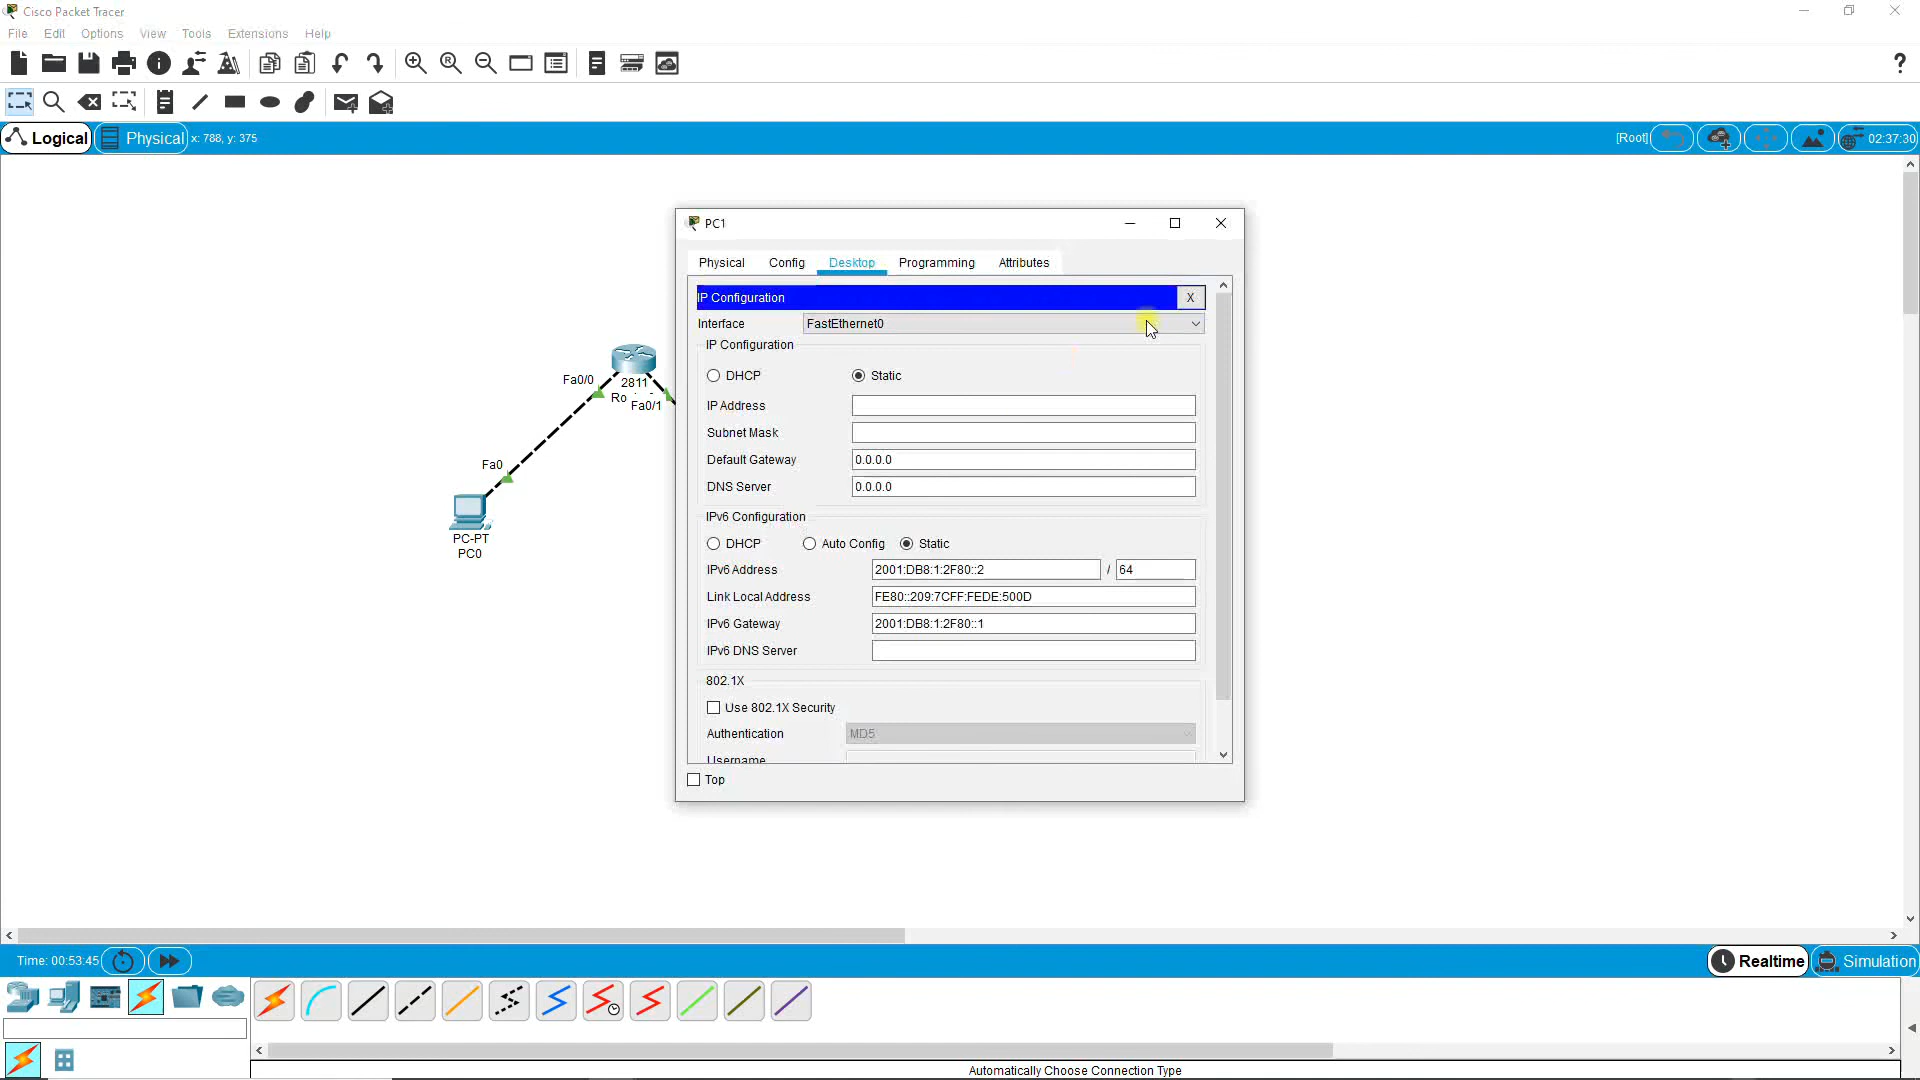 Cisco Packet Tracer
File Edit Options View Tools Extensions Help
Logical Physical x: 788, y: 375 [Root] 02:37:30
PC1
Physical Config Desktop Programming Attributes
IP Configuration X
Interface FastEthernet0
IP Configuration
DHCP Static
IP Address
Subnet Mask
Default Gateway 0.0.0.0
DNS Server 0.0.0.0
IPv6 Configuration
DHCP Auto Config Static
IPv6 Address 2001:DB8:1:2F80::2 / 64
Link Local Address FE80::209:7CFF:FEDE:500D
IPv6 Gateway 2001:DB8:1:2F80::1
IPv6 DNS Server
802.1X
Use 802.1X Security
Authentication MD5
Username
Top
Fa0/0
2811
Ro
Fa0/1
Fa0
PC-PT
PC0
Time: 00:53:45 Realtime Simulation
Automatically Choose Connection Type